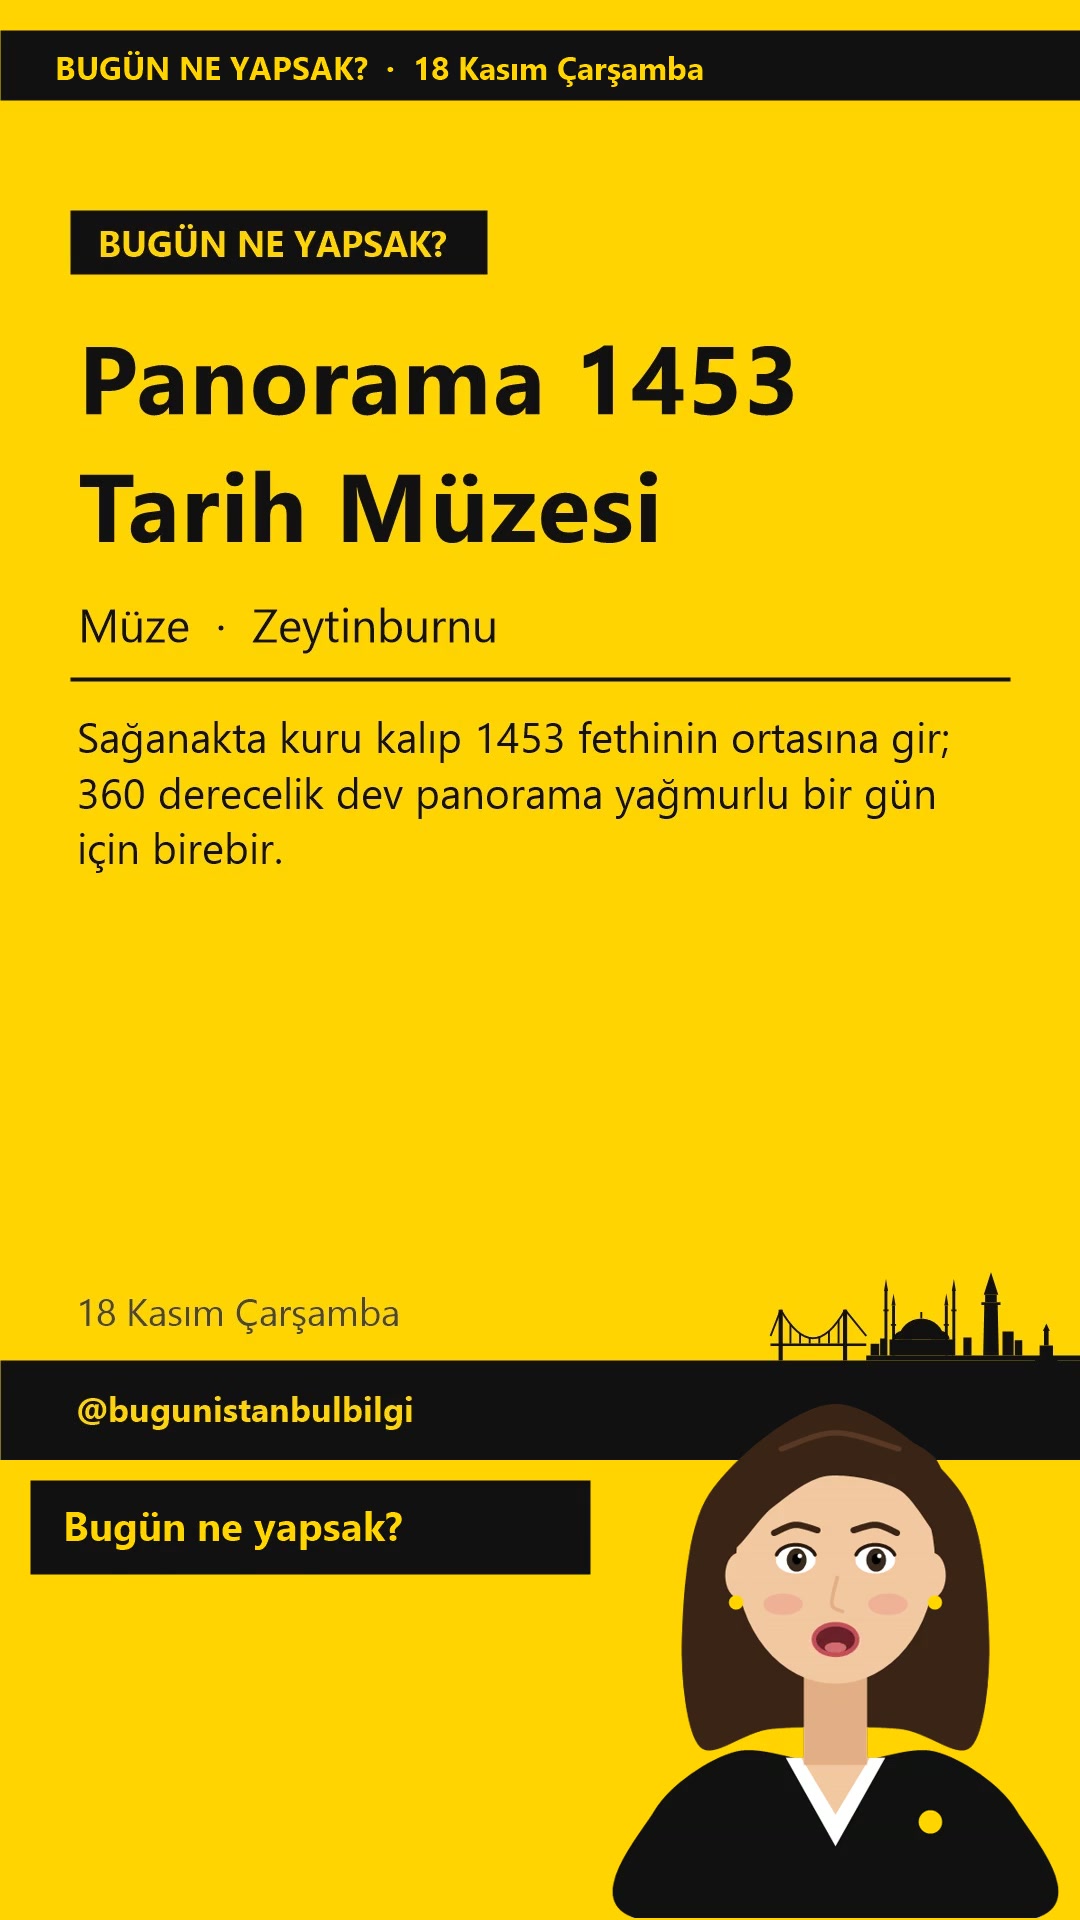 BUGÜN NE YAPSAK? · 18 Kasım Çarşamba
BUGÜN NE YAPSAK?
Panorama 1453
Tarih Müzesi
Müze · Zeytinburnu
Sağanakta kuru kalıp 1453 fethinin ortasına gir;
360 derecelik dev panorama yağmurlu bir gün
için birebir.
18 Kasım Çarşamba
@bugunistanbulbilgi
Bugün ne yapsak?